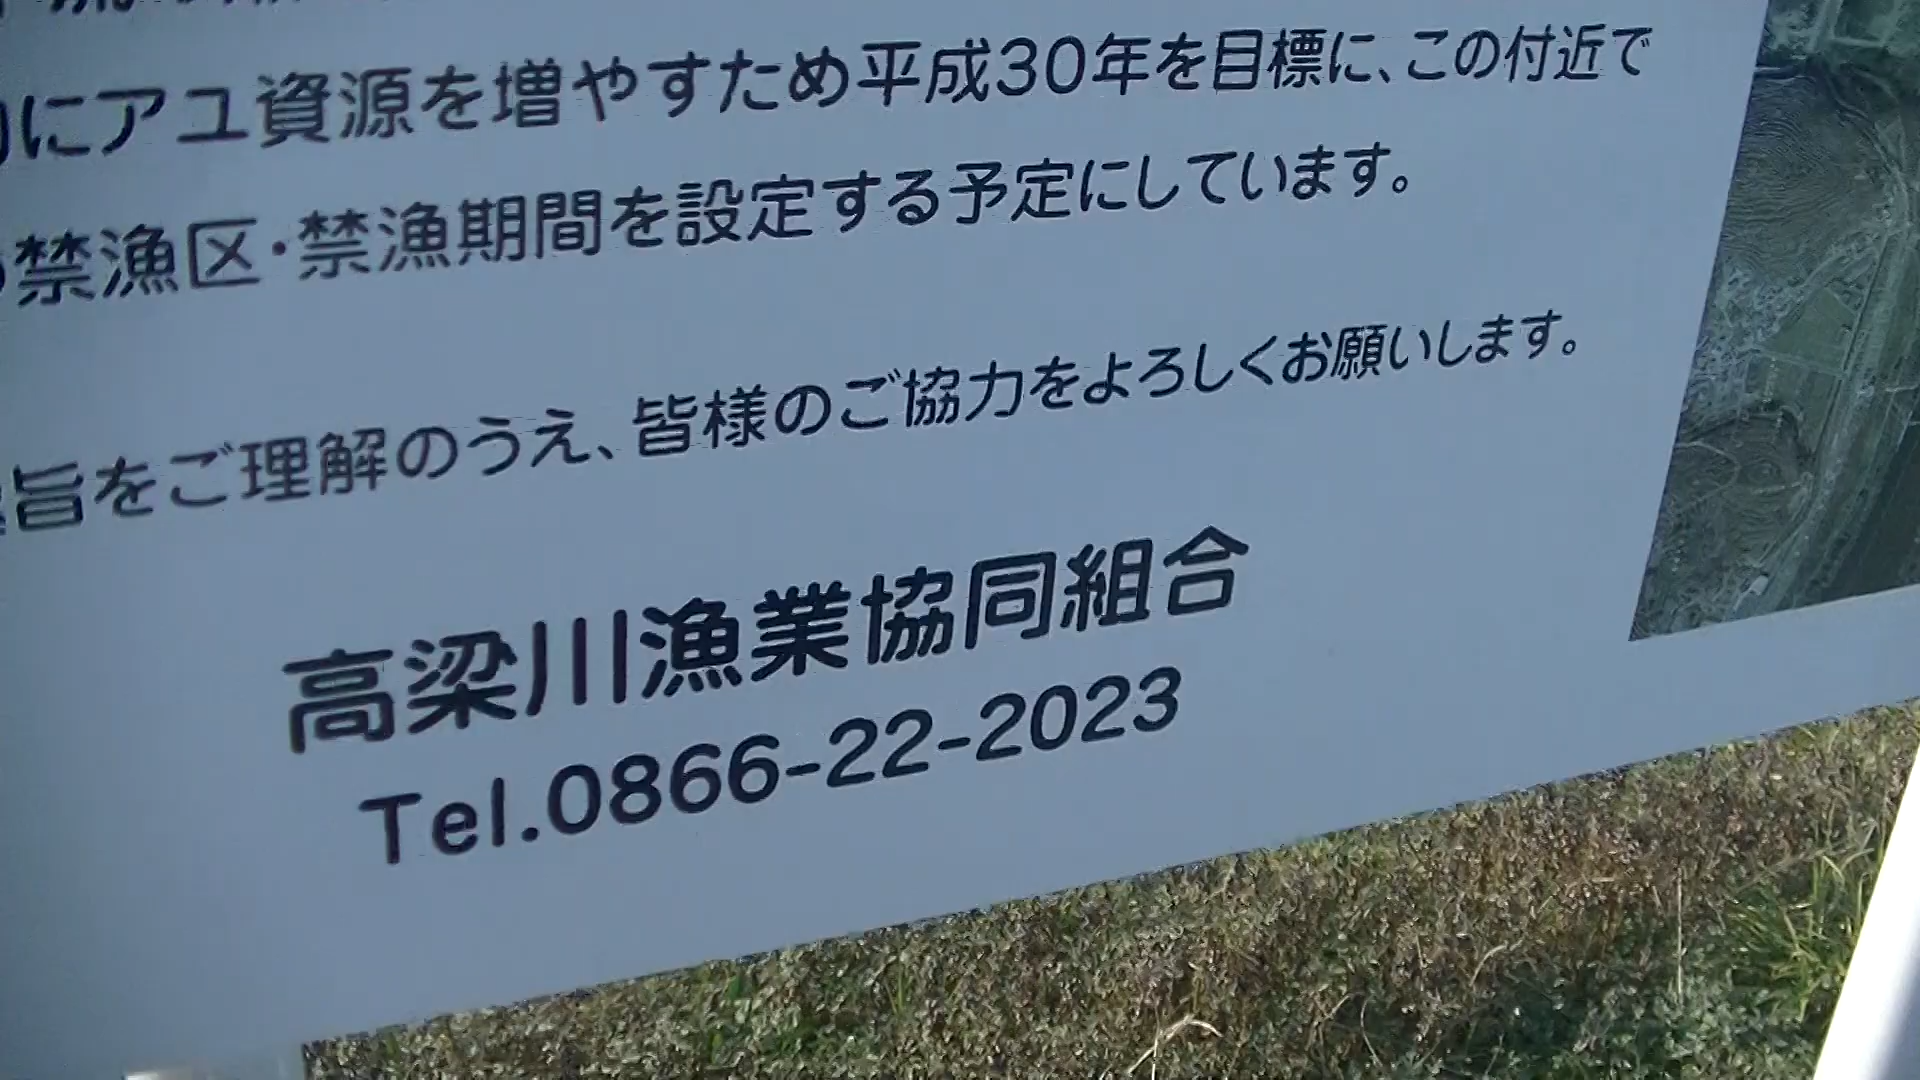 にアユ資源を増やすため平成30年を目標に、この付近で
禁漁区・禁漁期間を設定する予定にしています。
旨をご理解のうえ、皆様のご協力をよろしくお願いします。
高梁川漁業協同組合
Tel.0866-22-2023